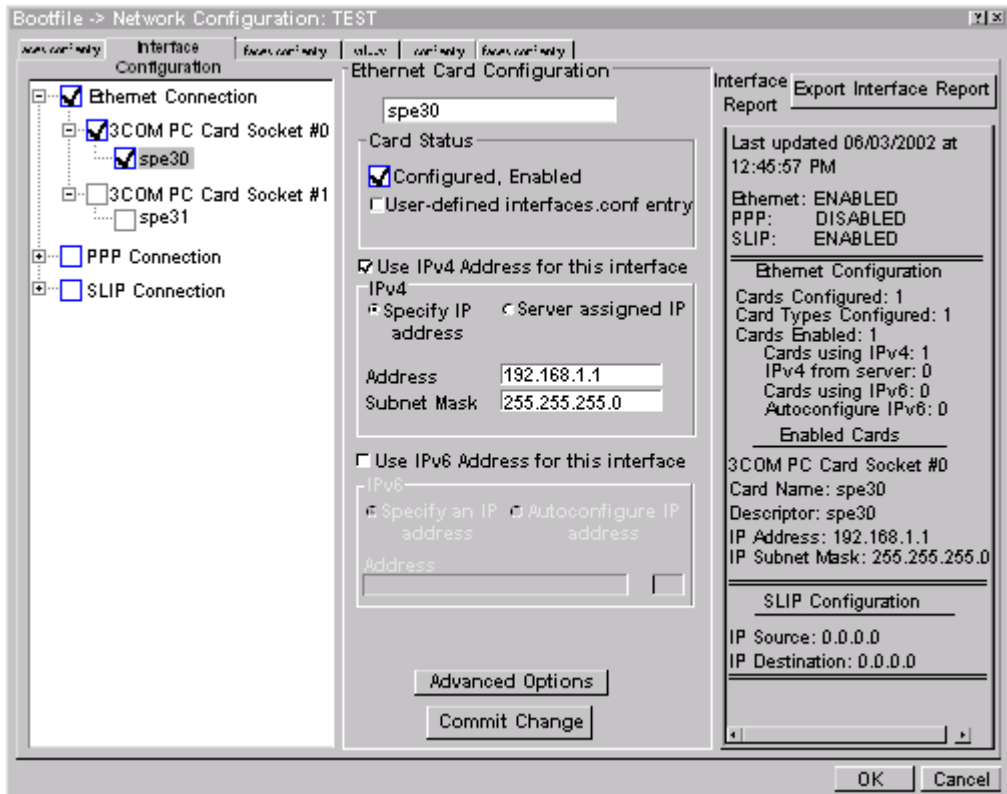 Bootfile -> Network Configuration: TEST
Interface
Configuration
Ethernet Connection
3COM PC Card Socket #0
spe30
3COM PC Card Socket #1
spe31
PPP Connection
SLIP Connection
Ethernet Card Configuration
spe30
Card Status
Configured, Enabled
User-defined interfaces.conf entry
Use IPv4 Address for this interface
IPv4
Specify IP
address
Server assigned IP
Address
192.168.1.1
Subnet Mask
255.255.255.0
Use IPv6 Address for this interface
IPv6
Specify an IP
address
Autoconfigure IP
address
Address
Advanced Options
Commit Change
Interface
Report
Export Interface Report
Last updated 06/03/2002 at
12:45:57 PM
Ethernet: ENABLED
PPP: DISABLED
SLIP: ENABLED
Ethernet Configuration
Cards Configured: 1
Card Types Configured: 1
Cards Enabled: 1
Cards using IPv4: 1
IPv4 from server: 0
Cards using IPv6: 0
Autoconfigure IPv6: 0
Enabled Cards
3COM PC Card Socket #0
Card Name: spe30
Descriptor: spe30
IP Address: 192.168.1.1
IP Subnet Mask: 255.255.255.0
SLIP Configuration
IP Source: 0.0.0.0
IP Destination: 0.0.0.0
OK
Cancel